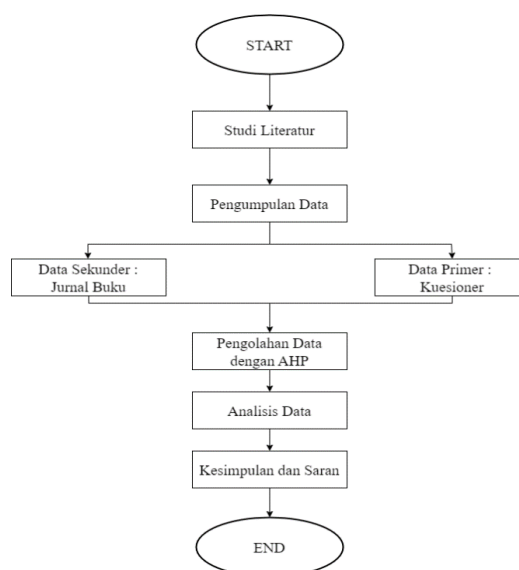 START
Studi Literatur
Pengumpulan Data
Data Sekunder :
Jurnal Buku
Data Primer :
Kuesioner
Pengolahan Data
dengan AHP
Analisis Data
Kesimpulan dan Saran
END